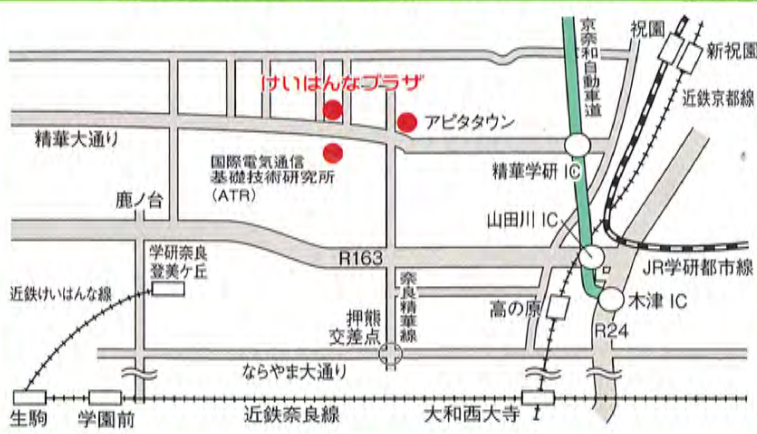 京奈和自動車道
祝園
新祝園
近鉄京都線
けいはんなプラザ
アピタタウン
精華大通り
国際電気通信
基礎技術研究所
(ATR)
精華学研 IC
鹿ノ台
山田川 IC
学研奈良
登美ケ丘
R163
JR学研都市線
近鉄けいはんな線
奈良精華線
高の原
木津 IC
押熊
交差点
R24
ならやま大通り
生駒
学園前
近鉄奈良線
大和西大寺